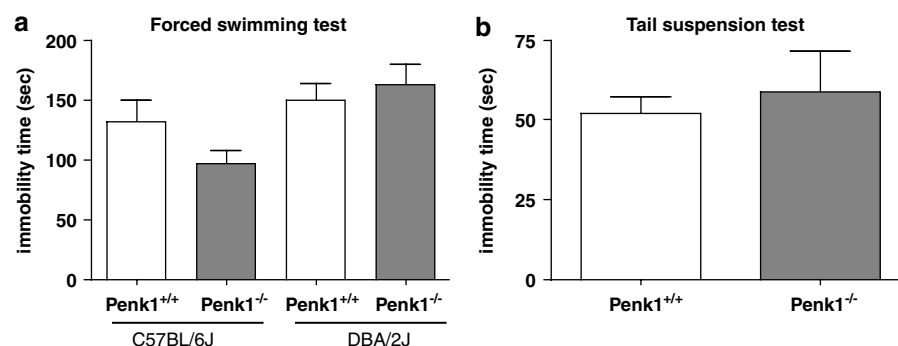 a
Forced swimming test
immobility time (sec)
200
150
100
50
0
Penk1+/+ Penk1-/- Penk1+/+ Penk1-/-
C57BL/6J DBA/2J
b
Tail suspension test
immobility time (sec)
75
50
25
0
Penk1+/+ Penk1-/-